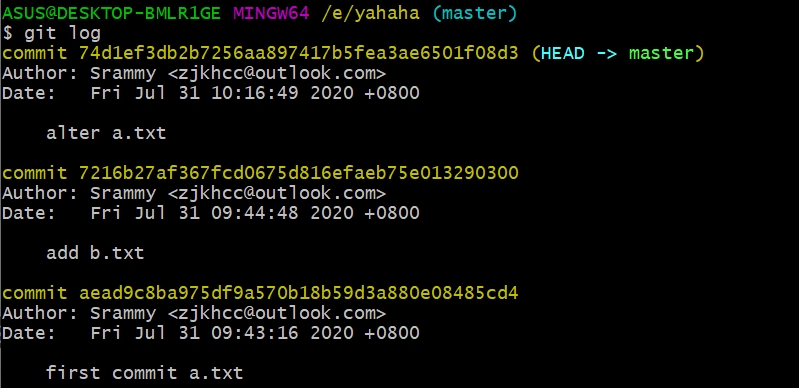 ASUS@DESKTOP-BMLR1GE MINGW64 /e/yahaha (master)
$ git log
commit 74d1ef3db2b7256aa897417b5fea3ae6501f08d3 (HEAD -> master)
Author: Srammy <zjkhcc@outlook.com>
Date:   Fri Jul 31 10:16:49 2020 +0800
    alter a.txt
commit 7216b27af367fcd0675d816efaeb75e013290300
Author: Srammy <zjkhcc@outlook.com>
Date:   Fri Jul 31 09:44:48 2020 +0800
    add b.txt
commit aead9c8ba975df9a570b18b59d3a880e08485cd4
Author: Srammy <zjkhcc@outlook.com>
Date:   Fri Jul 31 09:43:16 2020 +0800
    first commit a.txt